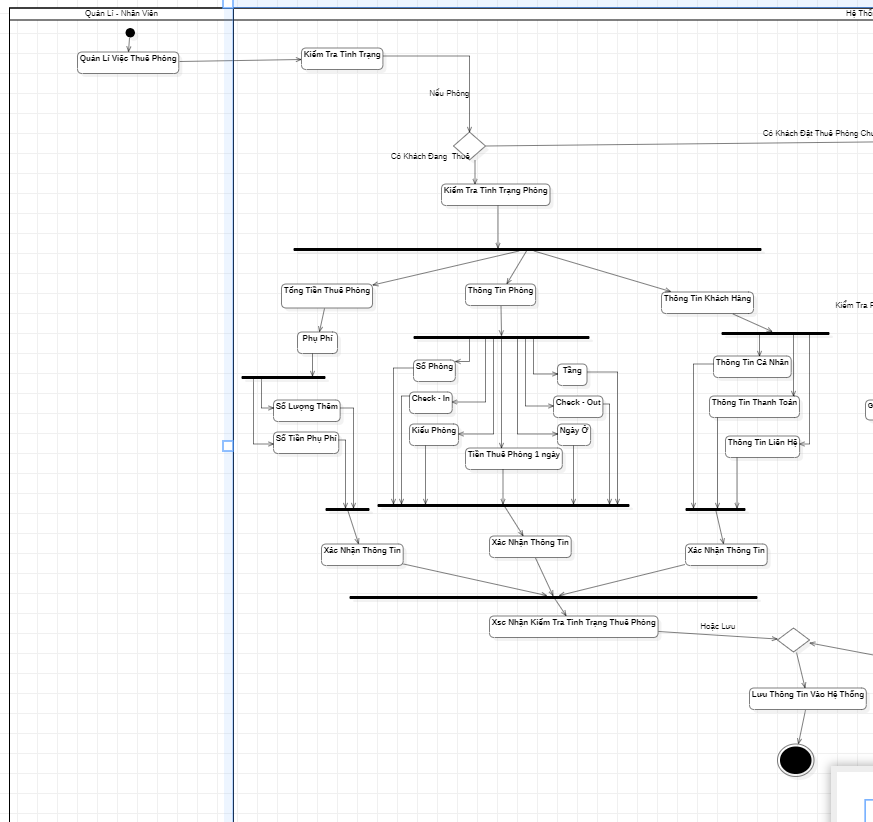 Quản Lí - Nhân Viên
Hệ Thố
Quản Lí Việc Thuê Phòng
Kiểm Tra Tình Trạng
Nếu Phòng
Có Khách Đặt Thuê Phòng Chư
Có Khách Đang Thuê
Kiểm Tra Tình Trạng Phòng
Tổng Tiền Thuê Phòng
Thông Tin Phòng
Thông Tin Khách Hàng
Kiểm Tra P
Phụ Phí
Số Phòng
Tầng
Thông Tin Cá Nhân
Số Lượng Thêm
Check - In
Check - Out
Thông Tin Thanh Toán
G
Số Tiền Phụ Phí
Kiểu Phòng
Ngày Ở
Thông Tin Liên Hệ
Tiền Thuê Phòng 1 ngày
Xác Nhận Thông Tin
Xác Nhận Thông Tin
Xác Nhận Thông Tin
Xsc Nhận Kiểm Tra Tình Trạng Thuê Phòng
Hoặc Lưu
Lưu Thông Tin Vào Hệ Thống